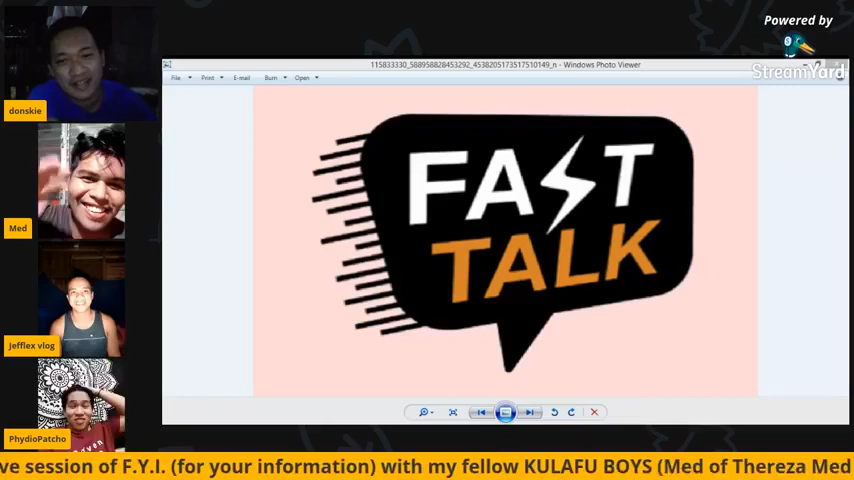 Powered by
StreamYard
115833330_588958828453292_4538205173517510149_n - Windows Photo Viewer
File
Print
E-mail
Burn
Open
donskie
FAST
TALK
Med
Jefflex vlog
PhydioPatcho
ve session of F.Y.I. (for your information) with my fellow KULAFU BOYS (Med of Thereza Med